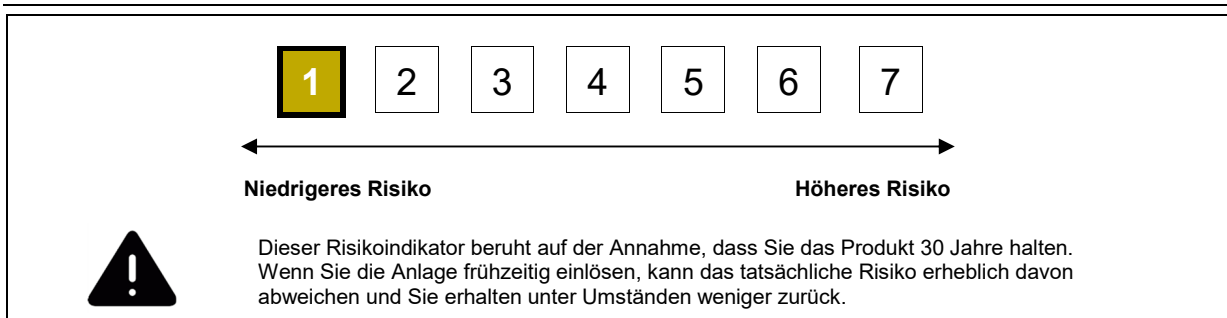 1 2 3 4 5 6 7
Niedrigeres Risiko Höheres Risiko
Dieser Risikoindikator beruht auf der Annahme, dass Sie das Produkt 30 Jahre halten.
Wenn Sie die Anlage frühzeitig einlösen, kann das tatsächliche Risiko erheblich davon
abweichen und Sie erhalten unter Umständen weniger zurück.